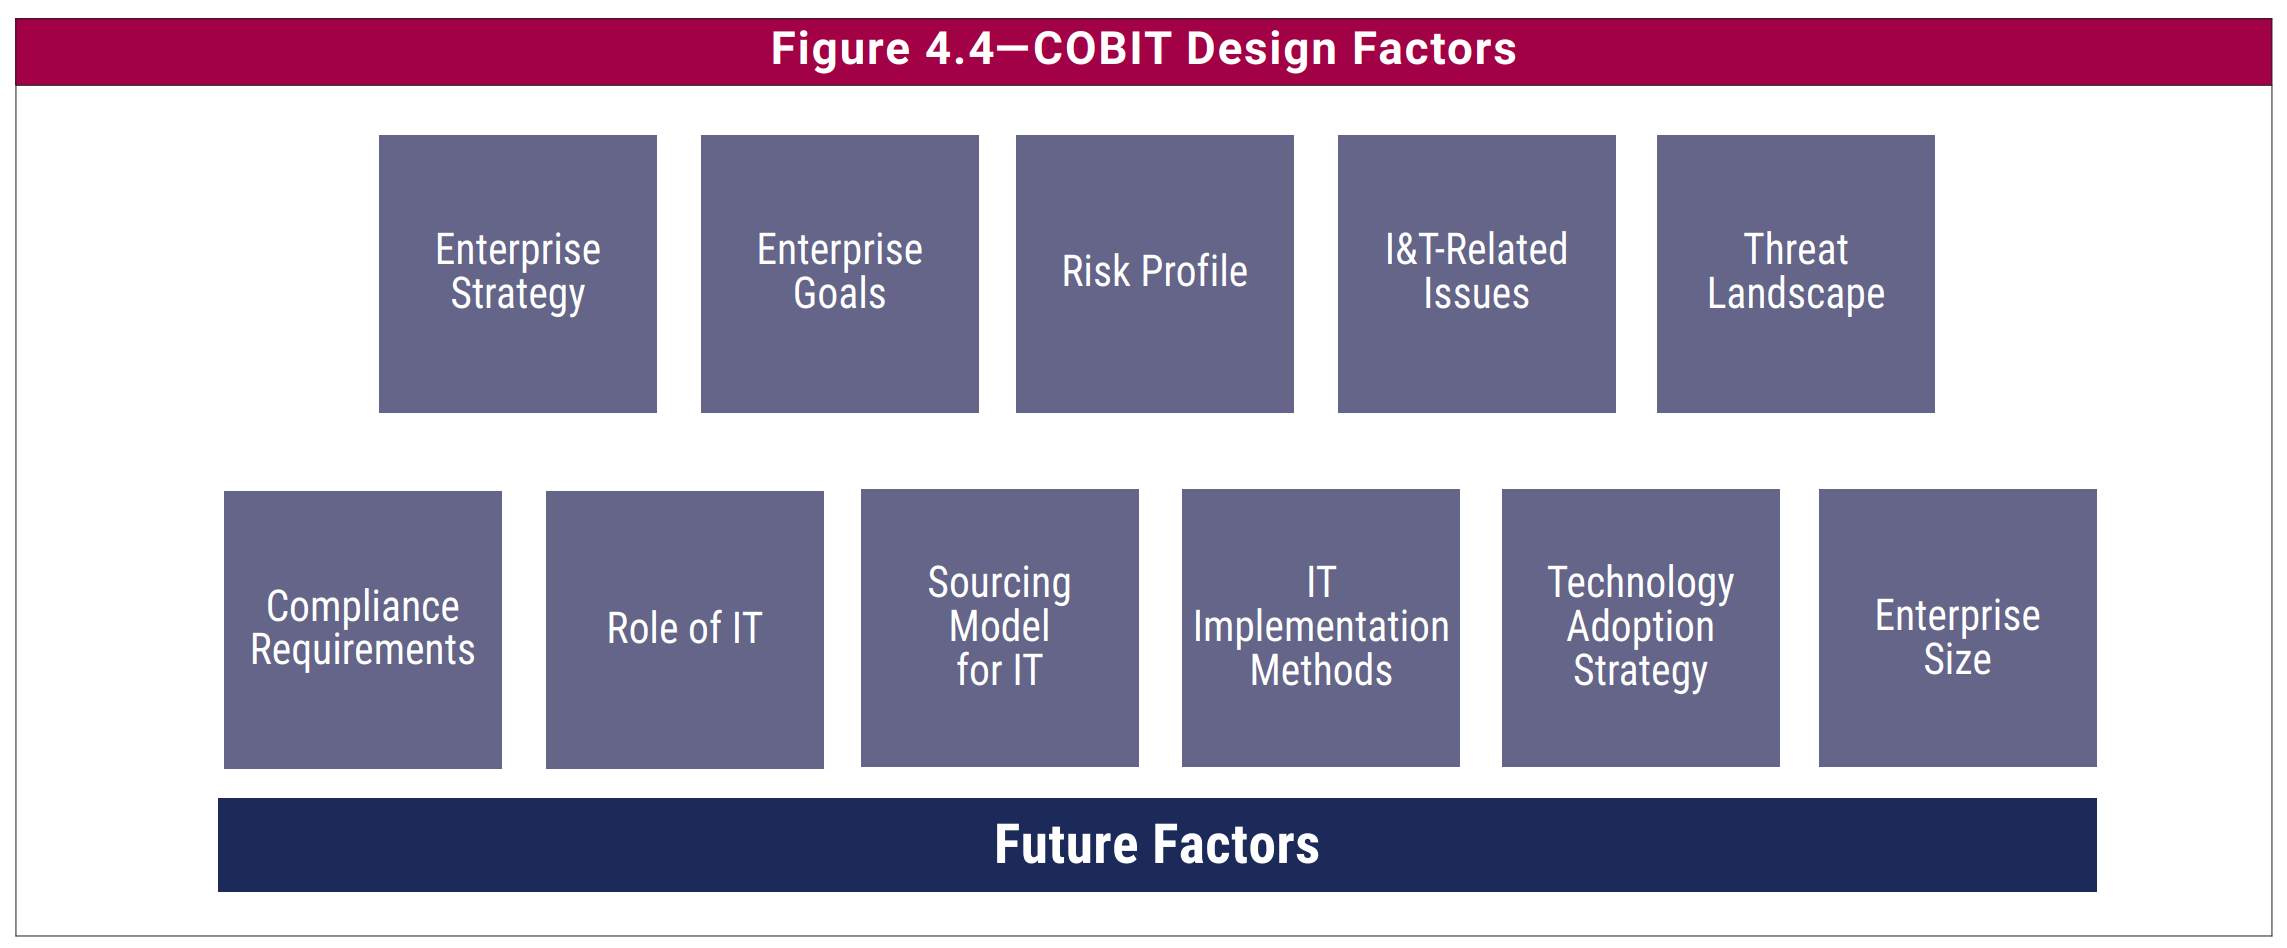 Figure 4.4—COBIT Design Factors
Enterprise
Strategy
Enterprise
Goals
Risk Profile
I&T-Related
Issues
Threat
Landscape
Compliance
Requirements
Role of IT
Sourcing
Model
for IT
IT
Implementation
Methods
Technology
Adoption
Strategy
Enterprise
Size
Future Factors